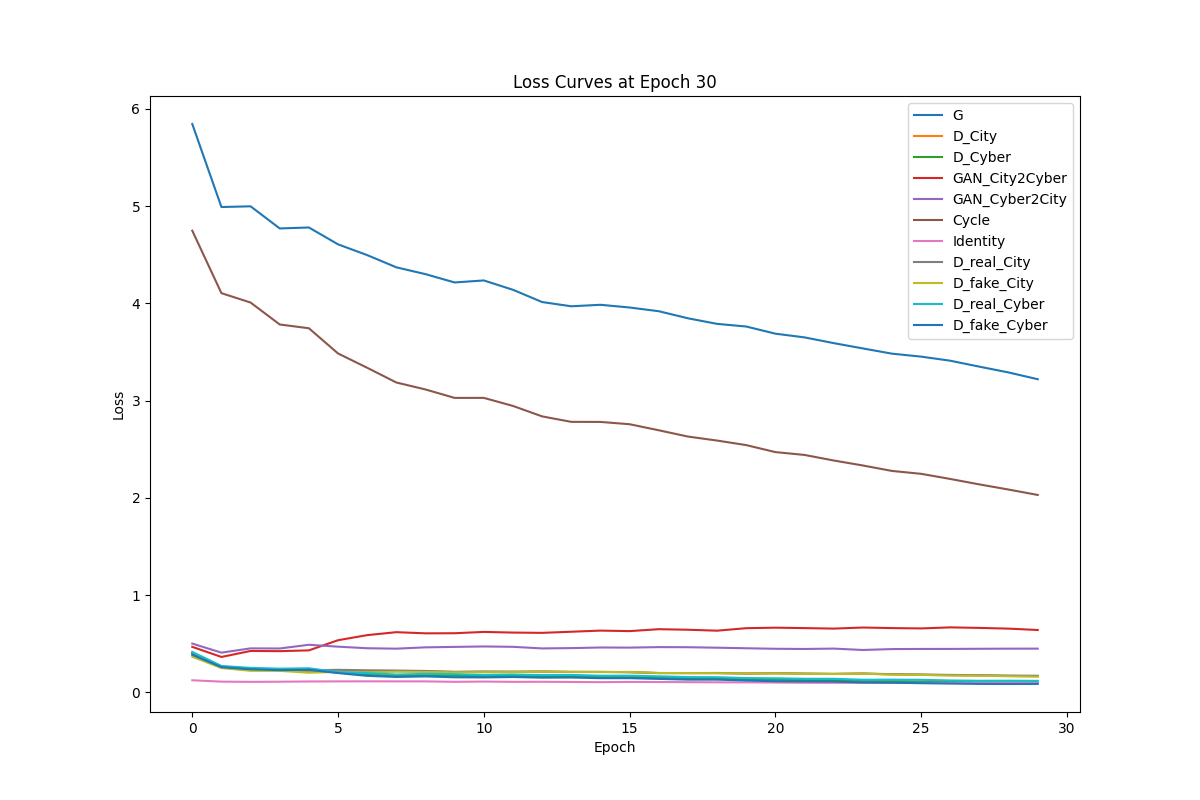 Loss Curves at Epoch 30
6
5
4
3
2
1
0
Loss
G
D_City
D_Cyber
GAN_City2Cyber
GAN_Cyber2City
Cycle
Identity
D_real_City
D_fake_City
D_real_Cyber
D_fake_Cyber
0 5 10 15 20 25 30
Epoch